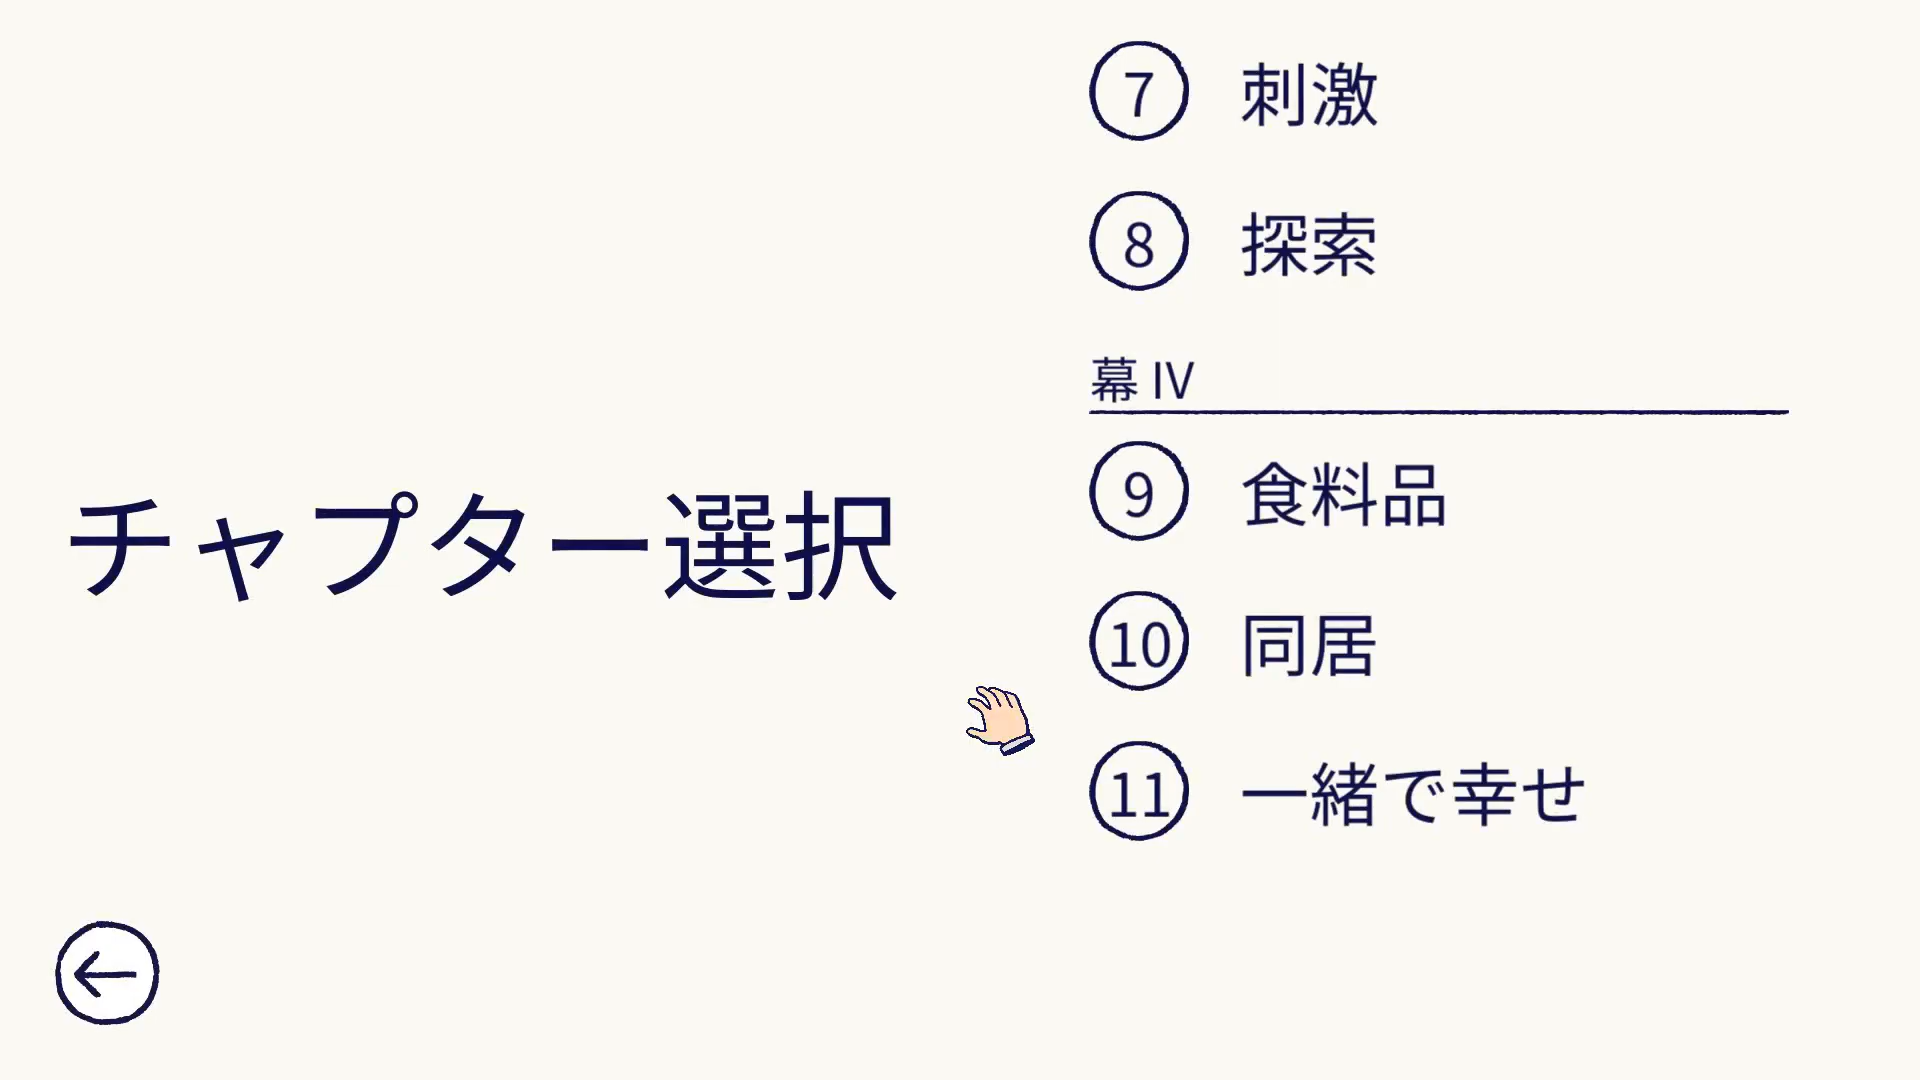 チャプター選択
7 刺激
8 探索
幕 IV
9 食料品
10 同居
11 一緒で幸せ